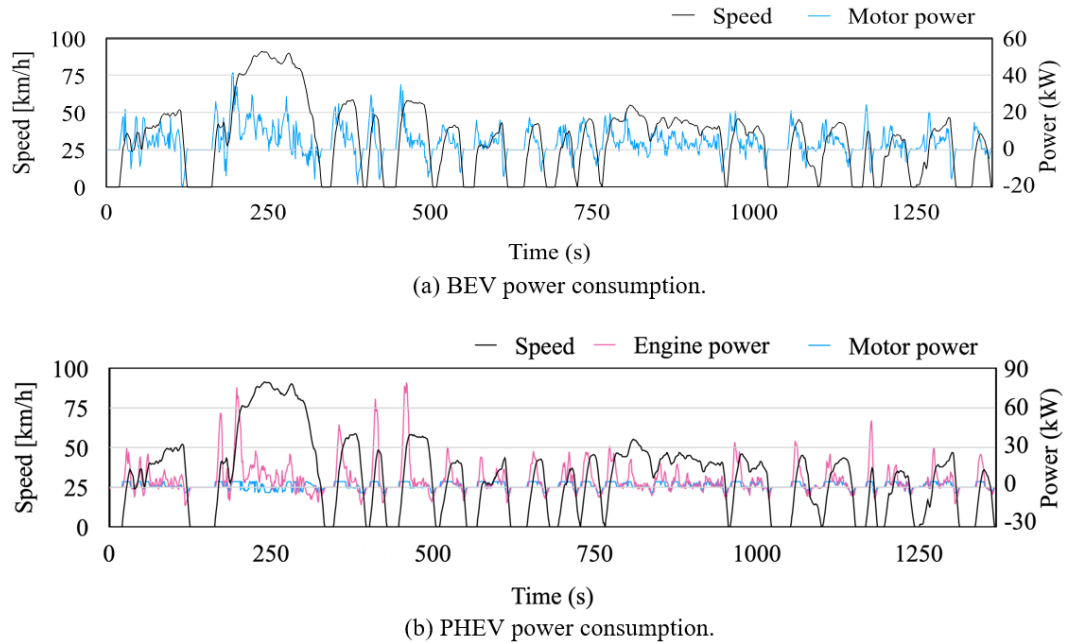 Speed Motor power
100 60
75 40
50 20
25 0
0 -20
Speed [km/h]
Power (kW)
0 250 500 750 1000 1250
Time (s)
(a) BEV power consumption.
Speed Engine power Motor power
100 90
75 60
50 30
25 0
0 -30
Speed [km/h]
Power (kW)
0 250 500 750 1000 1250
Time (s)
(b) PHEV power consumption.